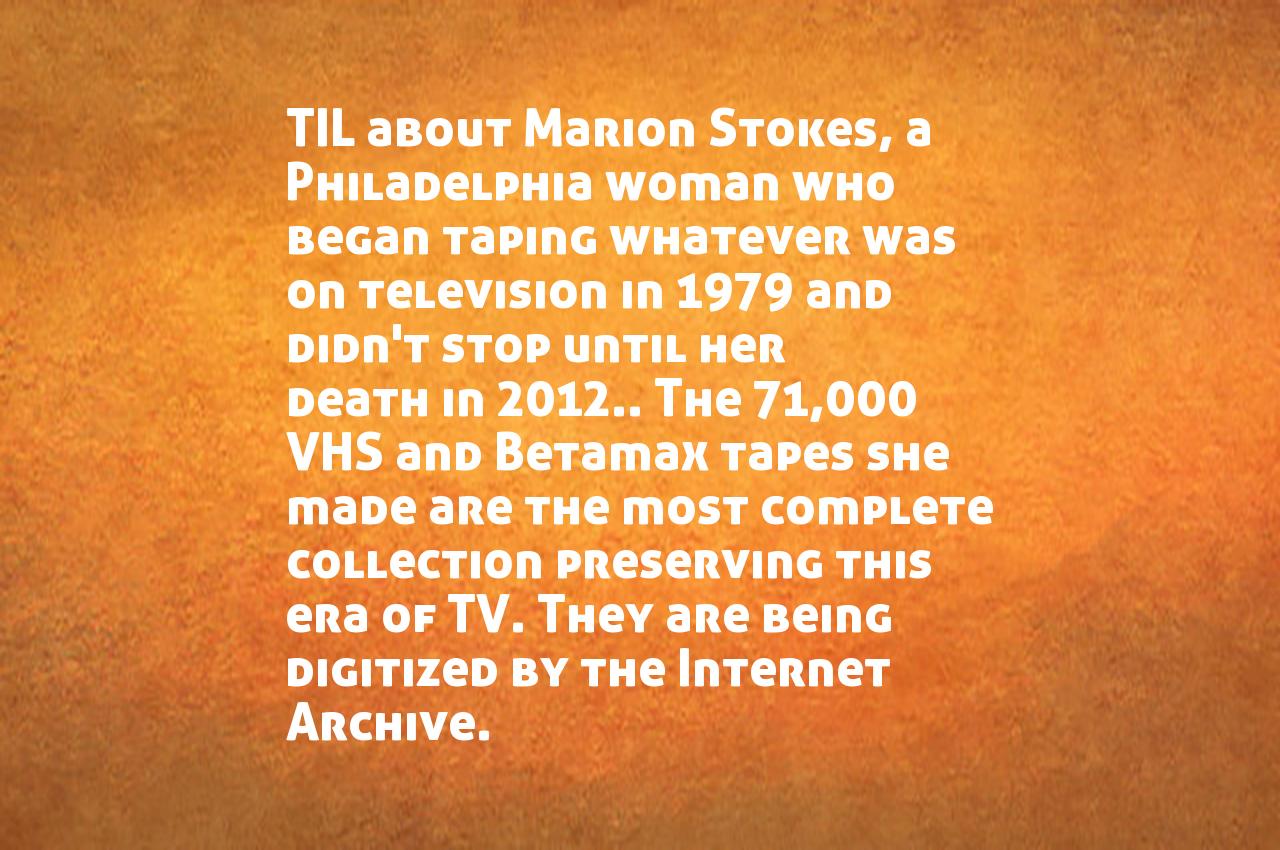 TIL about Marion Stokes, a
Philadelphia woman who
began taping whatever was
on television in 1979 and
didn't stop until her
death in 2012.. The 71,000
VHS and Betamax tapes she
made are the most complete
collection preserving this
era of TV. They are being
digitized by the Internet
Archive.